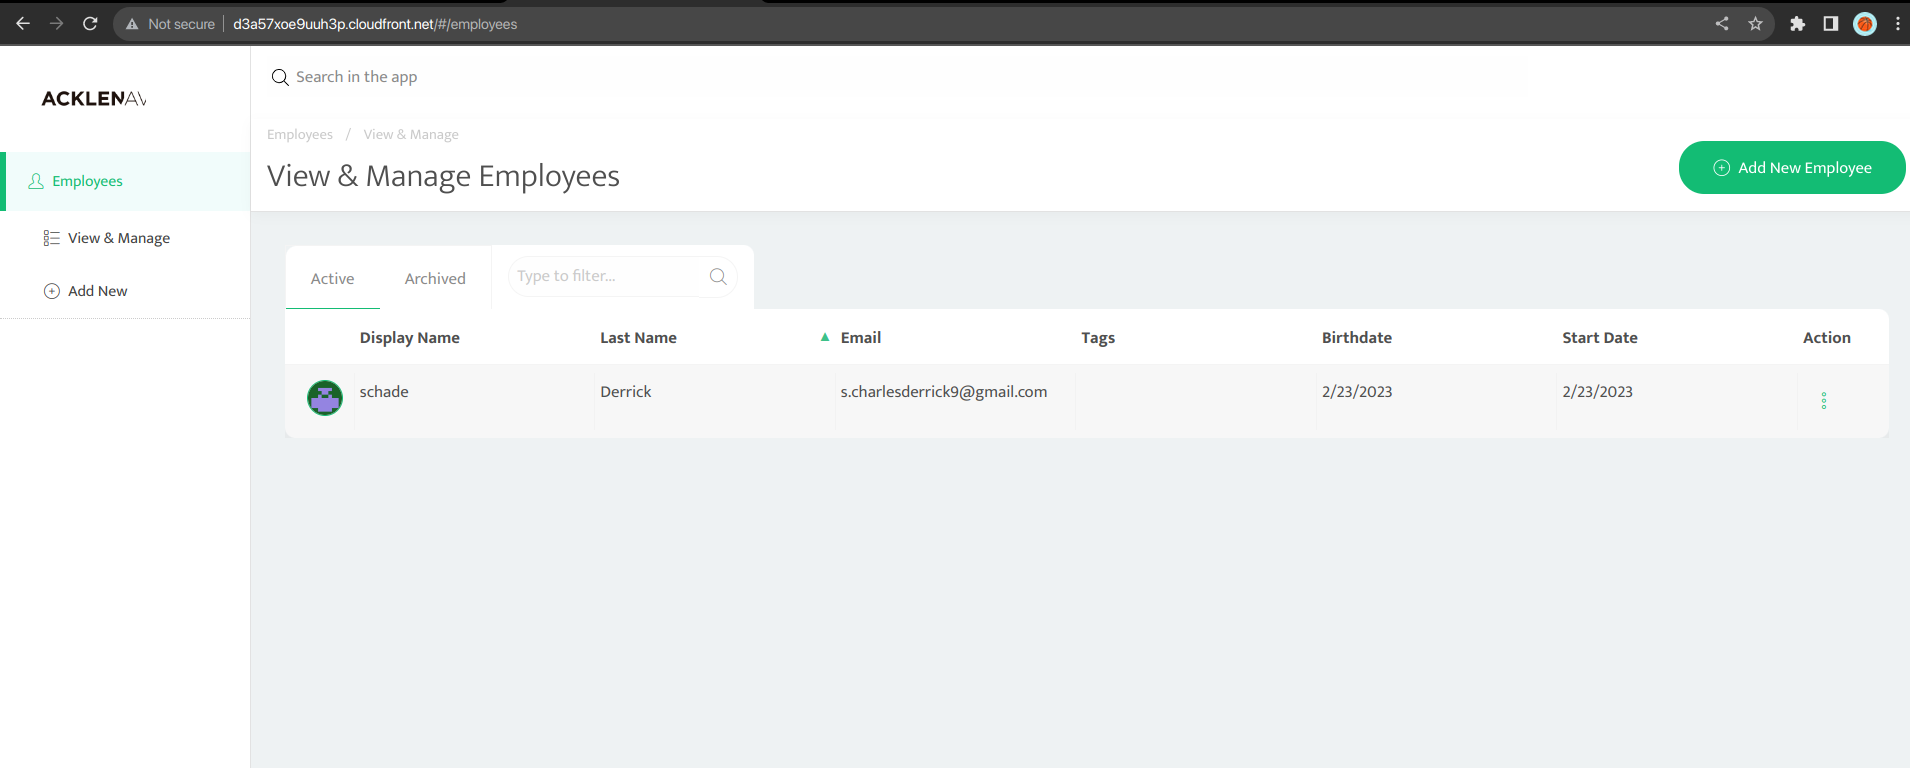 Not secure d3a57xoe9uuh3p.cloudfront.net/#/employees
ACKLENAV
Search in the app
Employees / View & Manage
View & Manage Employees
Add New Employee
Employees
View & Manage
Add New
Active Archived Type to filter...
Display Name Last Name Email Tags Birthdate Start Date Action
schade Derrick s.charlesderrick9@gmail.com 2/23/2023 2/23/2023